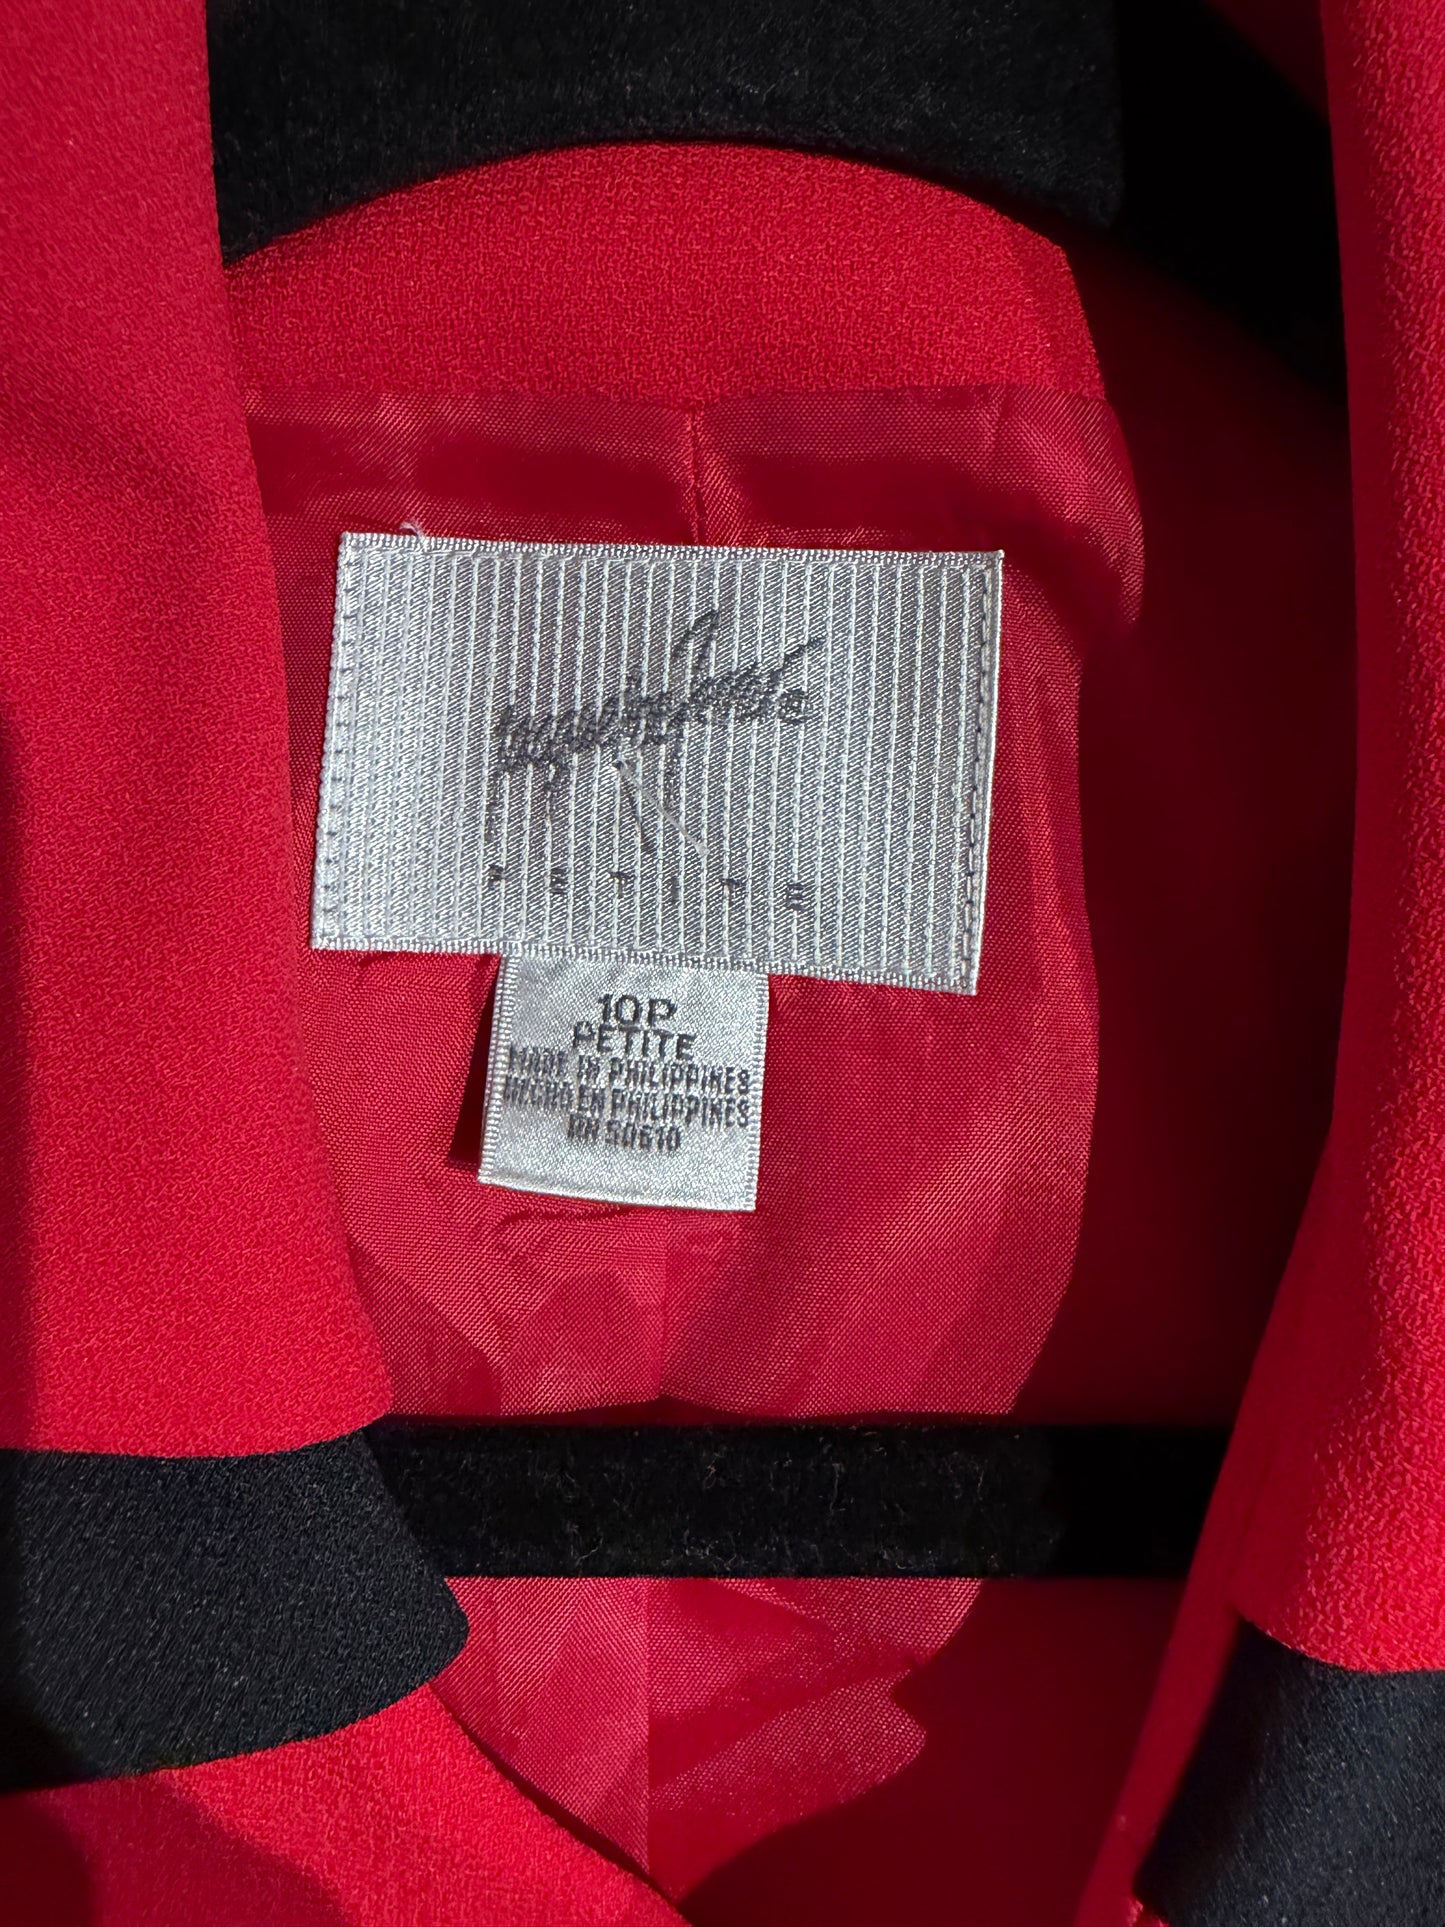 PETITE
10P
PETITE
MADE IN PHILIPPINES
HECHO EN PHILIPPINES
RN 50610